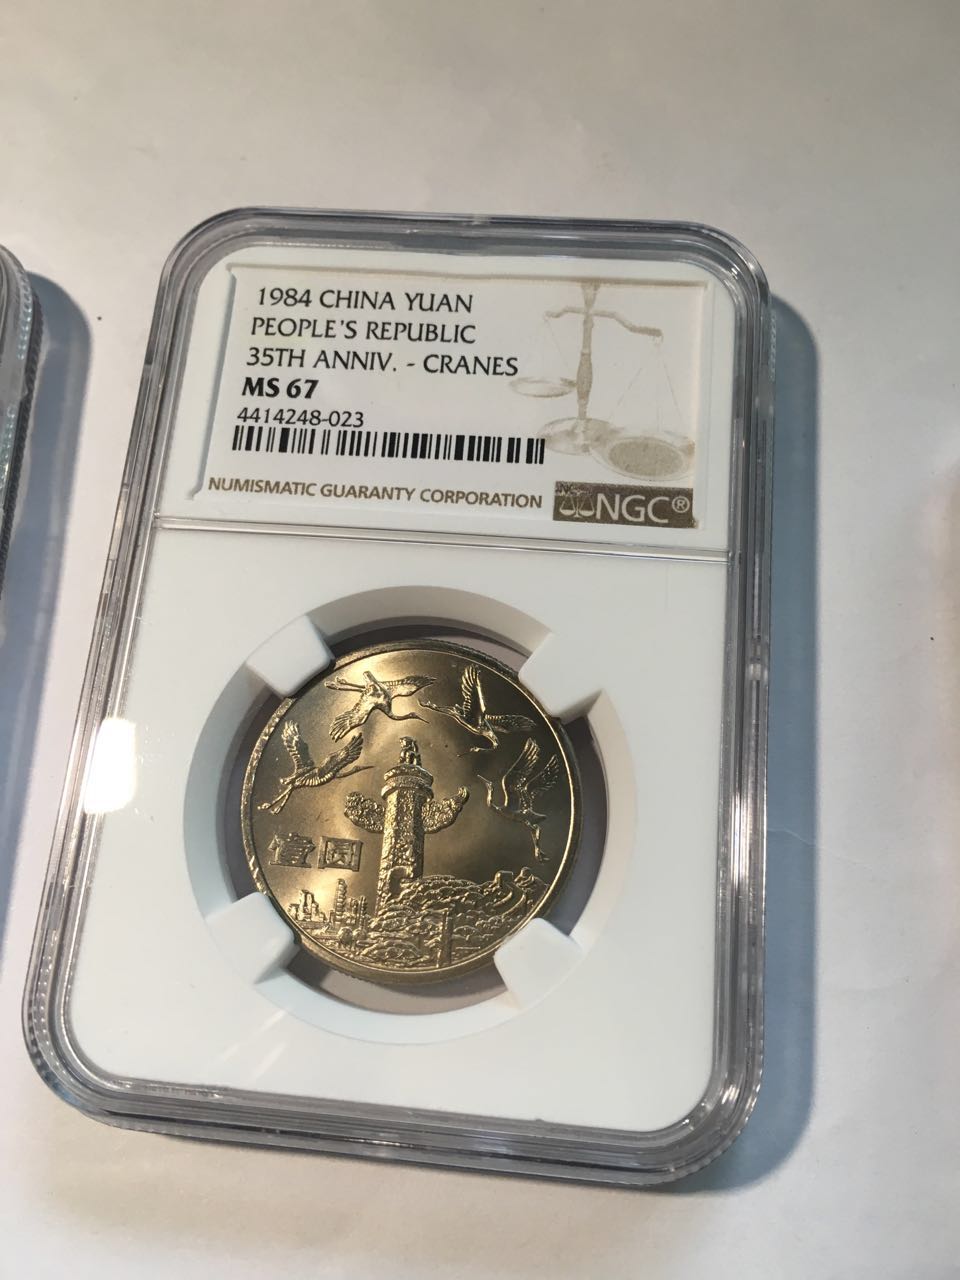 1984 CHINA YUAN
PEOPLE'S REPUBLIC
35TH ANNIV. - CRANES
MS 67
4414248-023
NUMISMATIC GUARANTY CORPORATION
NGC®
壹圆